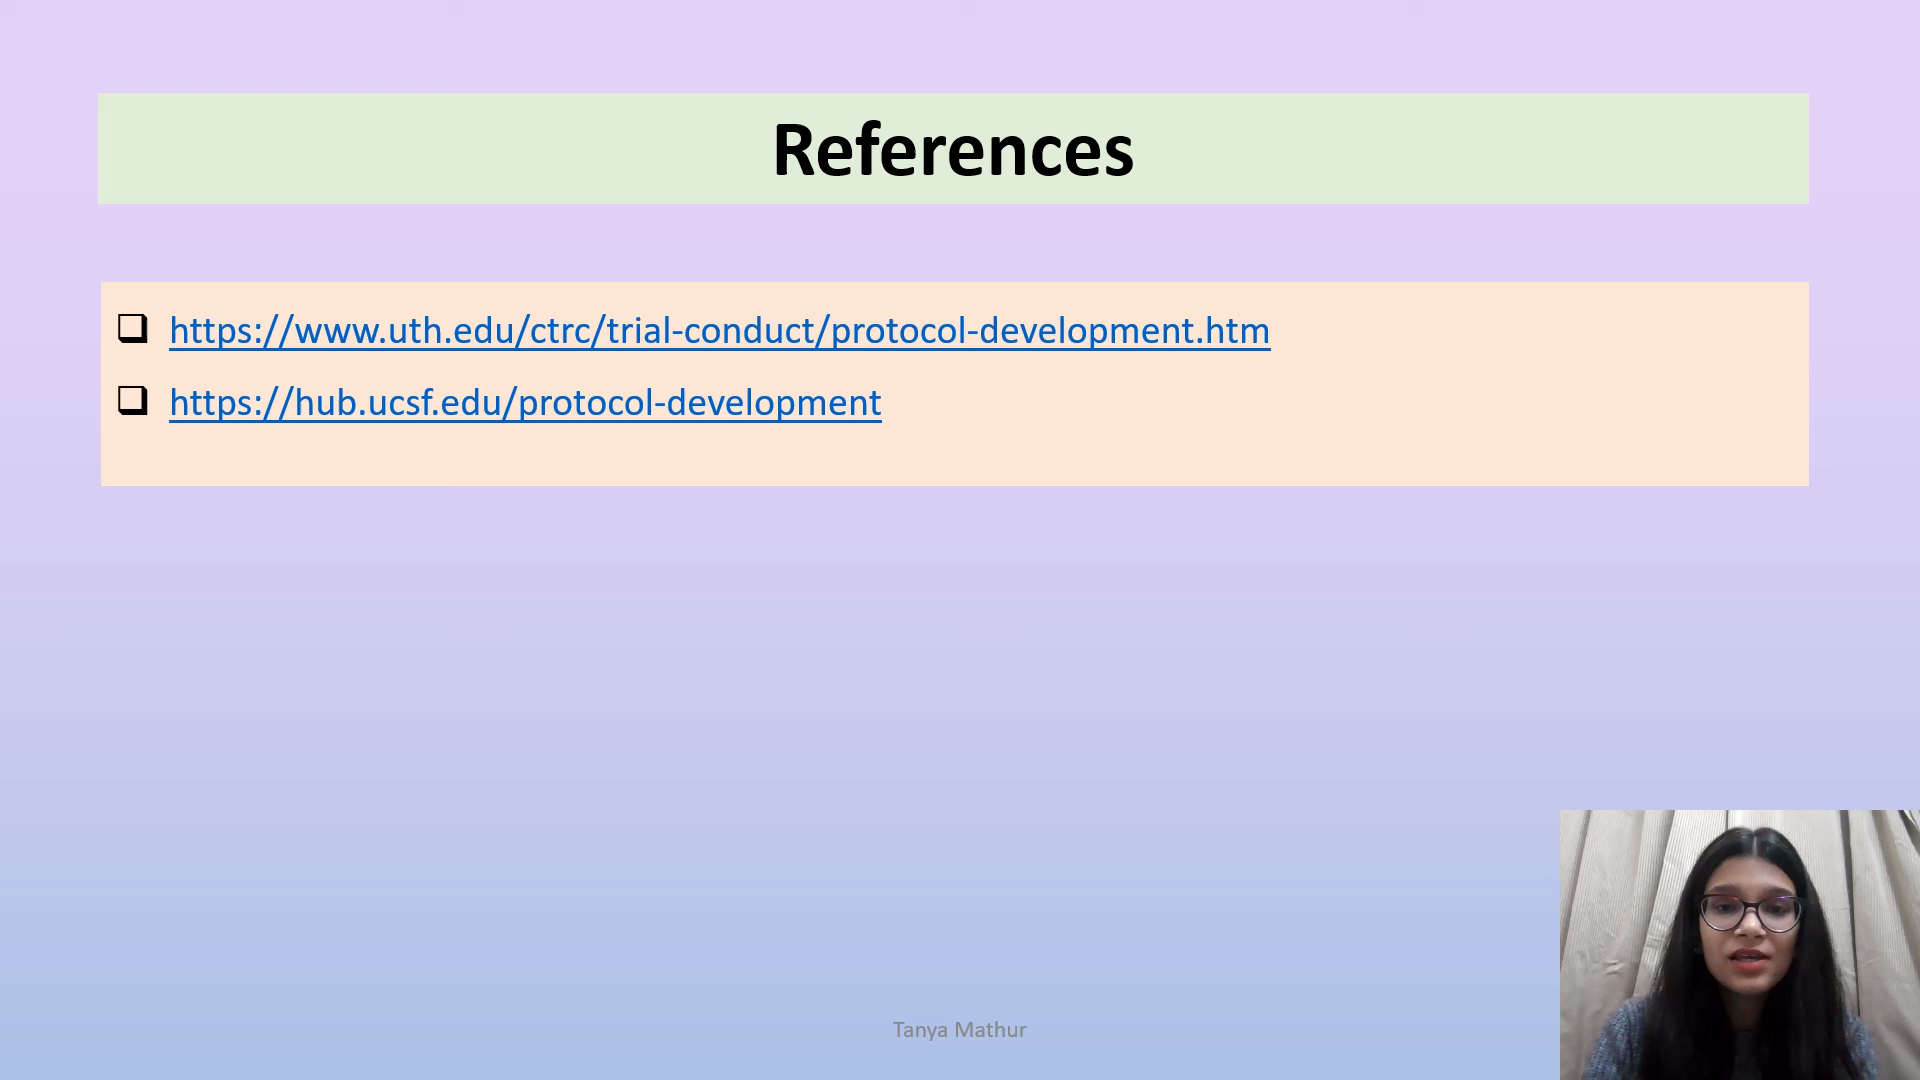 References
https://www.uth.edu/ctrc/trial-conduct/protocol-development.htm
https://hub.ucsf.edu/protocol-development
Tanya Mathur